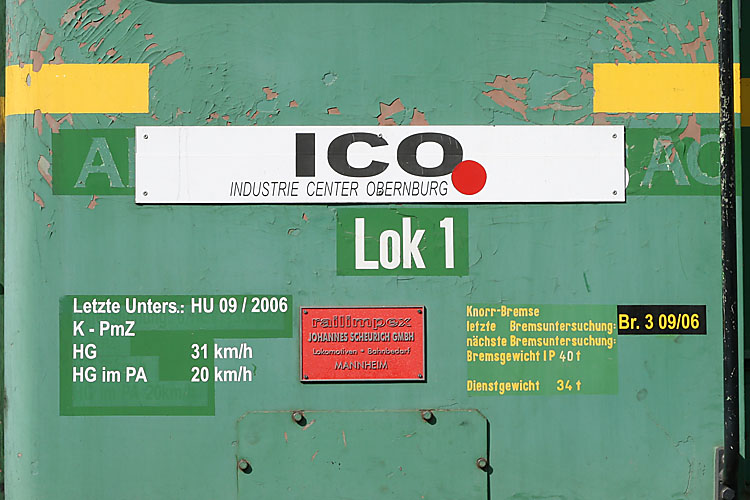 ICO
INDUSTRIE CENTER OBERNBURG
Lok 1
Letzte Unters.: HU 09 / 2006
K - PmZ
HG 31 km/h
HG im PA 20 km/h
railimpex
JOHANNES SCHEURICH GMBH
Lokomotiven • Bahnbedarf
MANNHEIM
Knorr-Bremse
letzte Bremsuntersuchung: Br. 3 09/06
nächste Bremsuntersuchung:
Bremsgewicht I P 40 t
Dienstgewicht 34 t